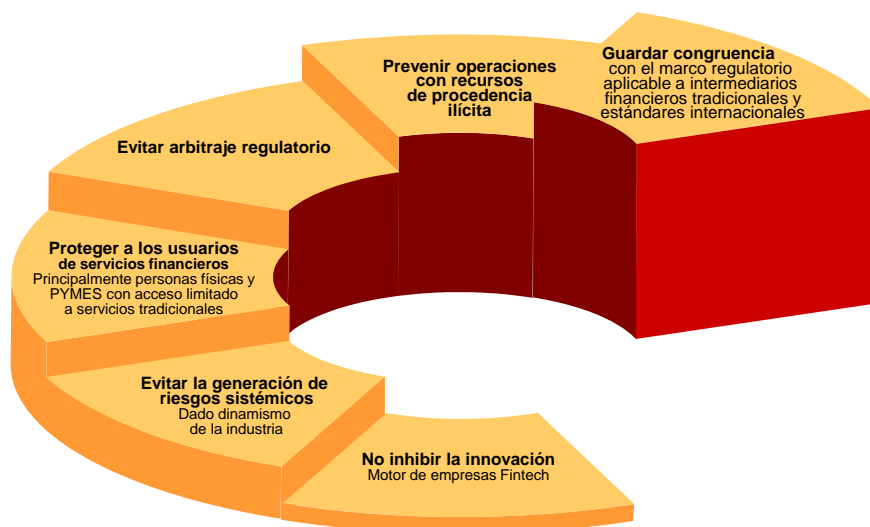 Guardar congruencia
con el marco regulatorio
aplicable a intermediarios
financieros tradicionales y
estándares internacionales
Prevenir operaciones
con recursos
de procedencia
ilícita
Evitar arbitraje regulatorio
Proteger a los usuarios
de servicios financieros
Principalmente personas físicas y
PYMES con acceso limitado
a servicios tradicionales
Evitar la generación de
riesgos sistémicos
Dado dinamismo
de la industria
No inhibir la innovación
Motor de empresas Fintech